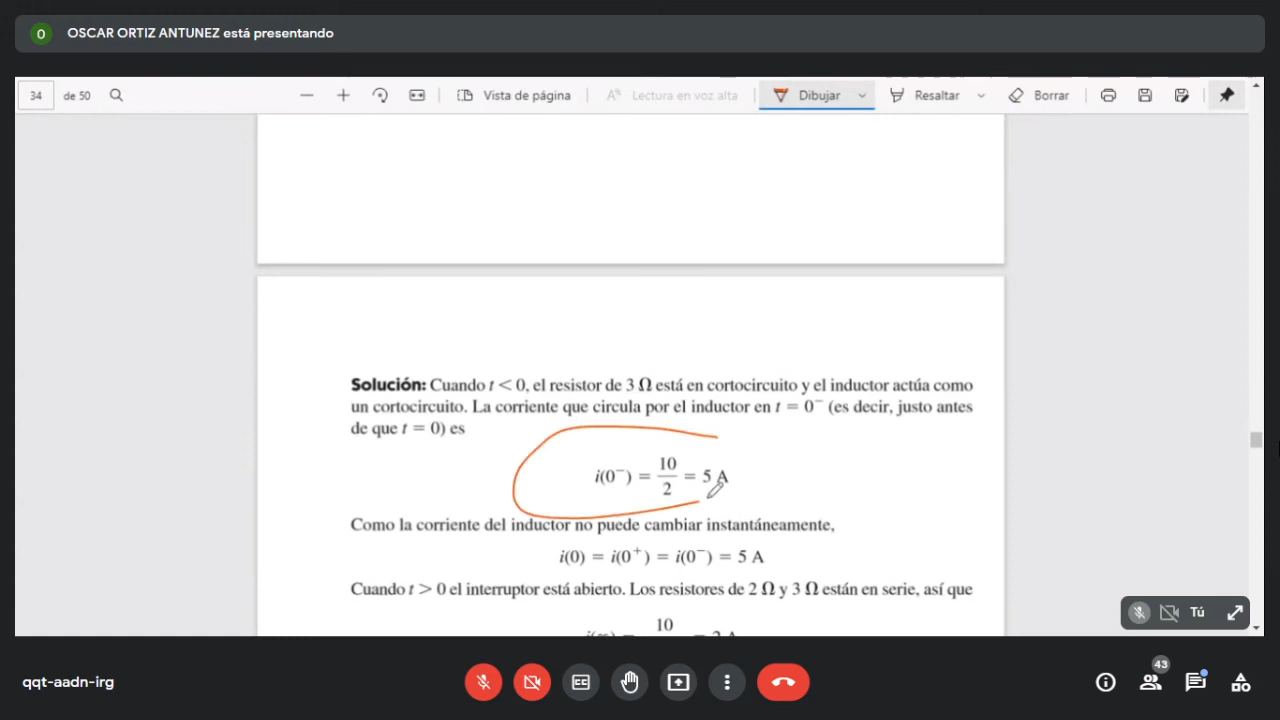 O OSCAR ORTIZ ANTUNEZ está presentando
34 de 50 Vista de página Lectura en voz alta Dibujar Resaltar Borrar
Solución: Cuando t < 0, el resistor de 3 Ω está en cortocircuito y el inductor actúa como
un cortocircuito. La corriente que circula por el inductor en t = 0⁻ (es decir, justo antes
de que t = 0) es
i(0⁻) = 10/2 = 5 A
Como la corriente del inductor no puede cambiar instantáneamente,
i(0) = i(0⁺) = i(0⁻) = 5 A
Cuando t > 0 el interruptor está abierto. Los resistores de 2 Ω y 3 Ω están en serie, así que
10
Tú
43
qqt-aadn-irg